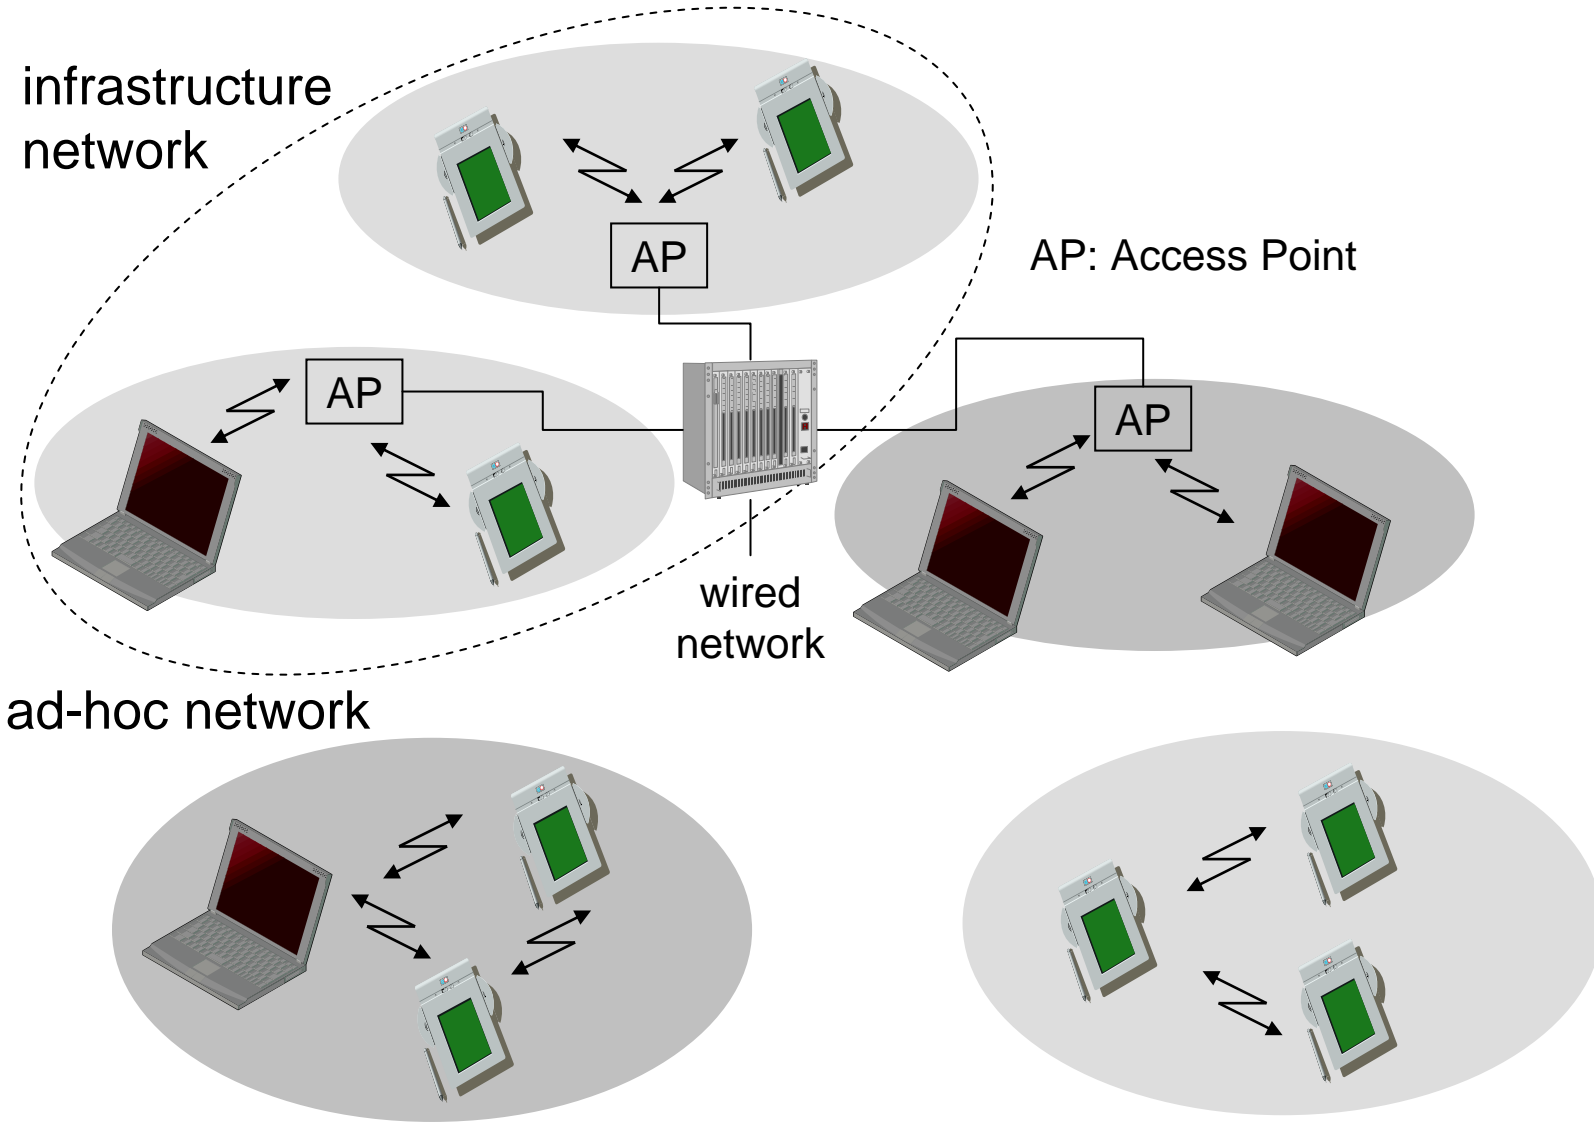 infrastructure
network
AP
AP: Access Point
AP
AP
wired
network
ad-hoc network